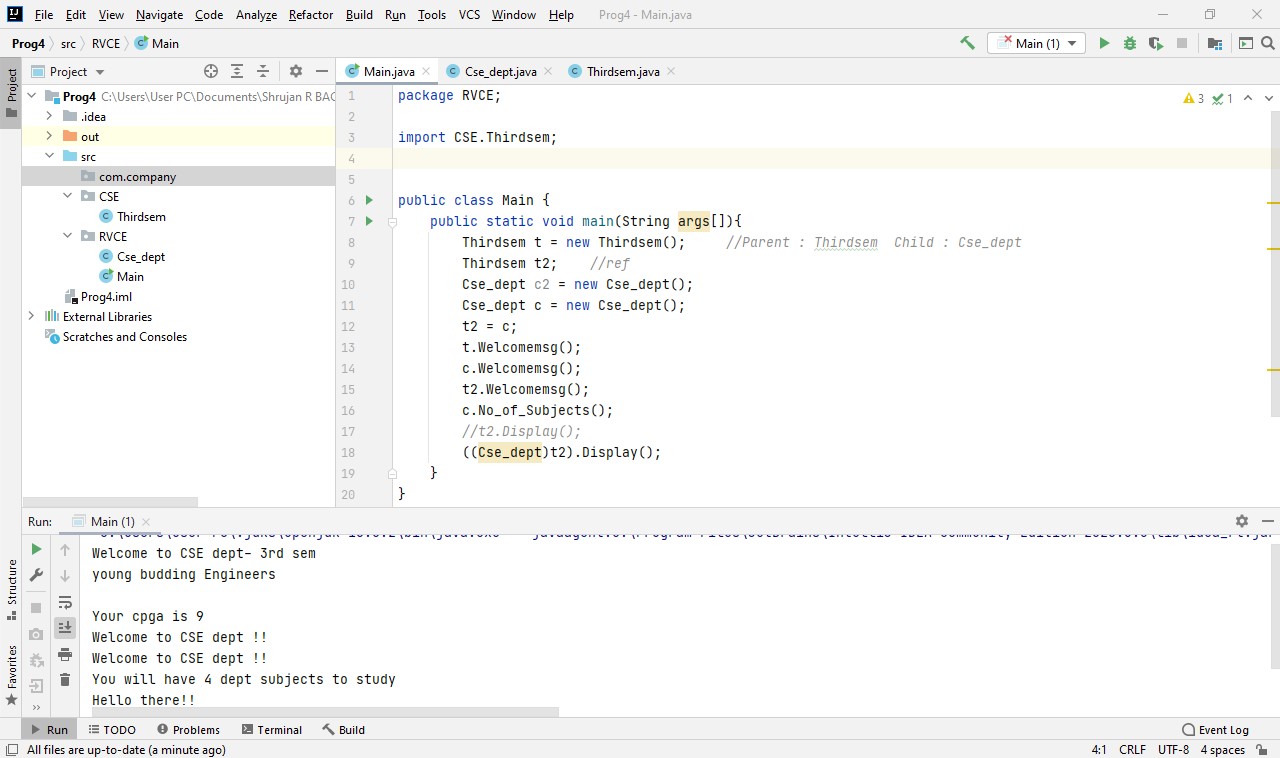 File Edit View Navigate Code Analyze Refactor Build Run Tools VCS Window Help Prog4 - Main.java
Prog4 src RVCE Main Main (1)
Project Main.java Cse_dept.java Thirdsem.java
Project
Prog4 C:\Users\User PC\Documents\Shrujan R BAC
.idea
out
src
com.company
CSE
Thirdsem
RVCE
Cse_dept
Main
Prog4.iml
External Libraries
Scratches and Consoles
3 1
1 package RVCE;
2
3 import CSE.Thirdsem;
4
5
6 public class Main {
7 public static void main(String args[]){
8 Thirdsem t = new Thirdsem(); //Parent : Thirdsem Child : Cse_dept
9 Thirdsem t2; //ref
10 Cse_dept c2 = new Cse_dept();
11 Cse_dept c = new Cse_dept();
12 t2 = c;
13 t.Welcomemsg();
14 c.Welcomemsg();
15 t2.Welcomemsg();
16 c.No_of_Subjects();
17 //t2.Display();
18 ((Cse_dept)t2).Display();
19 }
20 }
Run: Main (1)
Welcome to CSE dept- 3rd sem
young budding Engineers
Your cpga is 9
Welcome to CSE dept !!
Welcome to CSE dept !!
You will have 4 dept subjects to study
Hello there!!
Structure
Favorites
Run TODO Problems Terminal Build Event Log
All files are up-to-date (a minute ago) 4:1 CRLF UTF-8 4 spaces